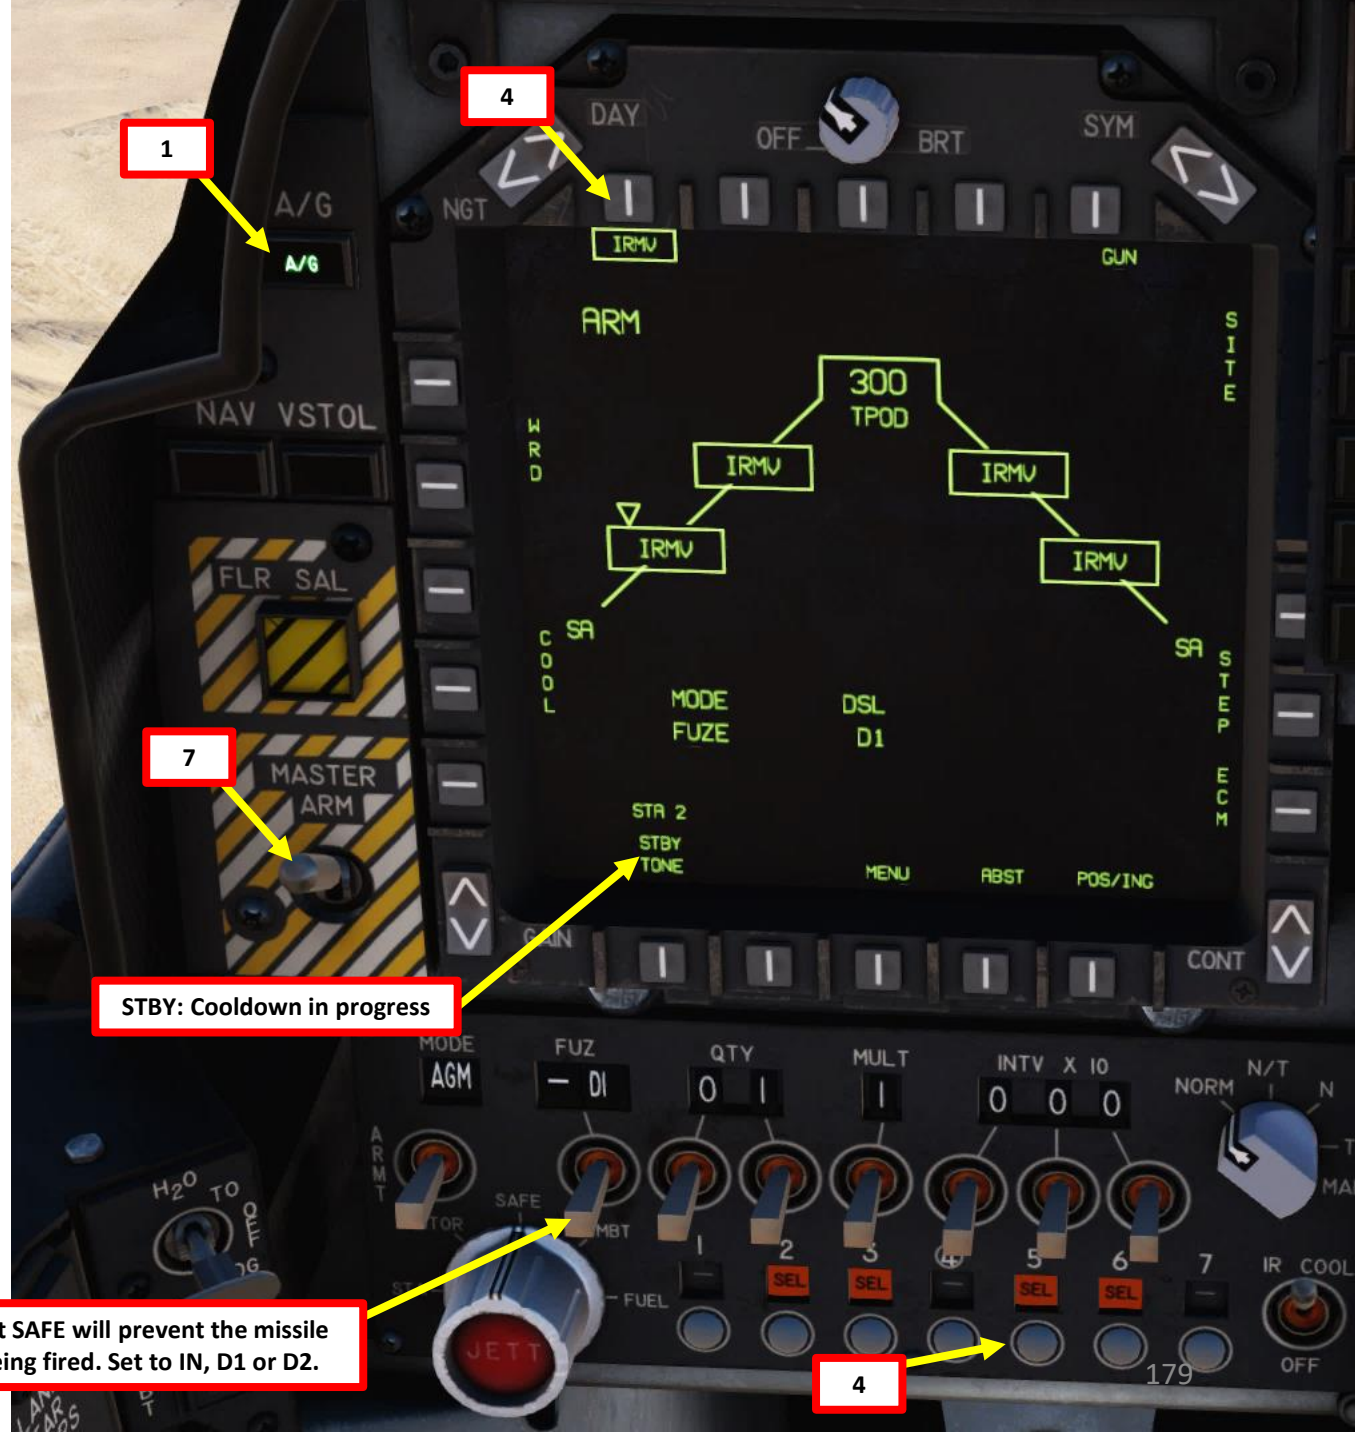 4
DAY
OFF
BRT
SYM
1
A/G
NGT
A/G
IRMV
GUN
ARM
SITE
300
TPOD
NAV VSTOL
WRD
IRMV
IRMV
IRMV
IRMV
FLR SAL
SA
SA
COOL
STEP
MODE
DSL
FUZE
D1
7
MASTER
ARM
ECM
STA 2
STBY
TONE
MENU
ABST
POS/ING
GAIN
CONT
STBY: Cooldown in progress
MODE
FUZ
QTY
MULT
INTV X 10
N/T
NORM
N
AGM
- D1
0 1
1
0 0 0
ARMT
H2O
TO
OFF
SAFE
MBT
FUEL
1 2 3 4 5 6 7
SEL SEL SEL SEL
IR COOL
OFF
JETT
t SAFE will prevent the missile
eing fired. Set to IN, D1 or D2.
4
179